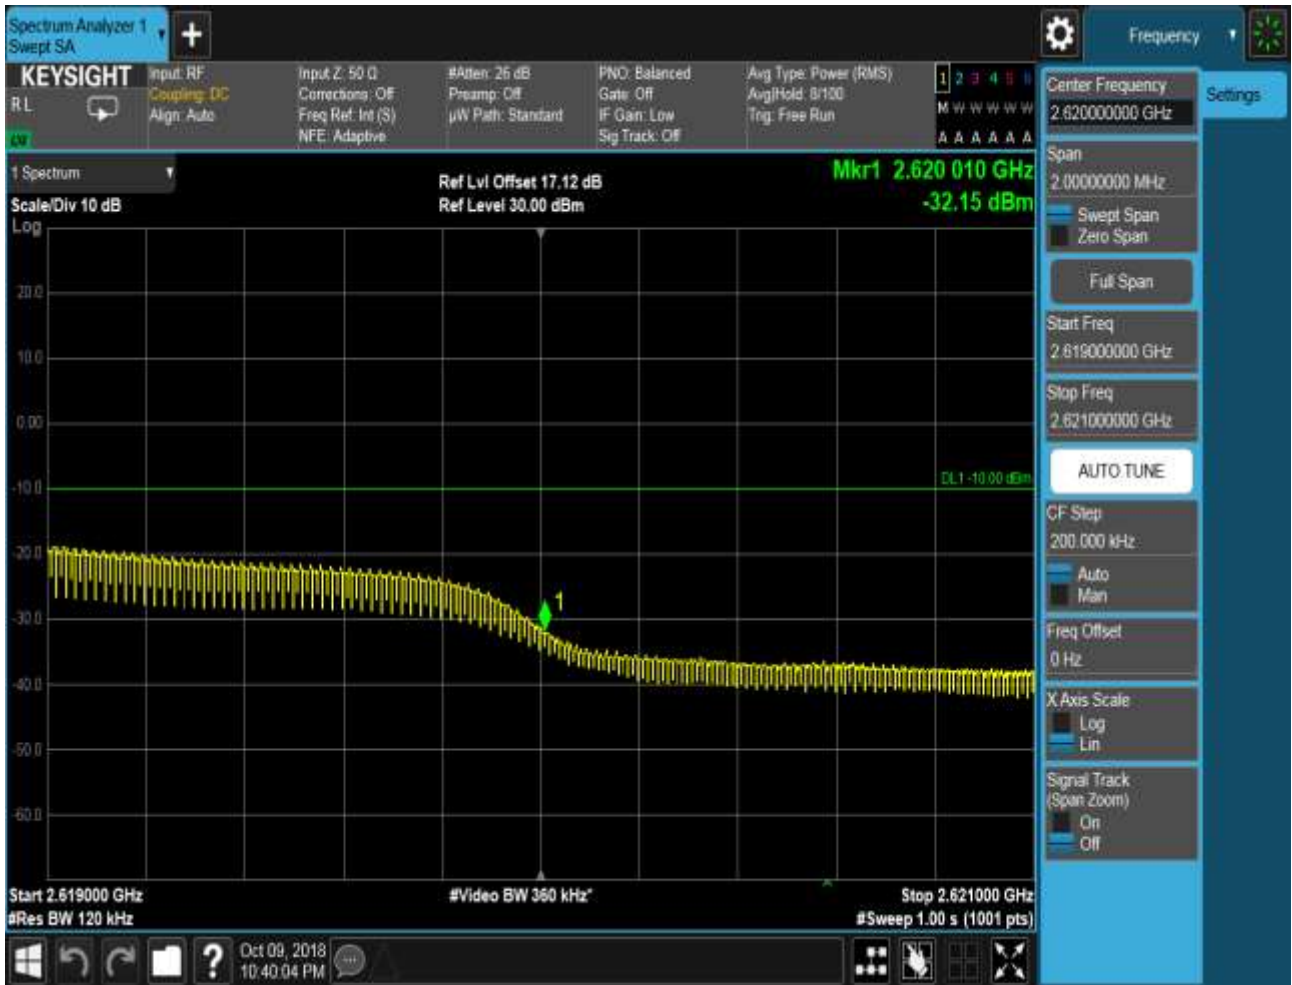 Spectrum Analyzer 1
Swept SA
+
Frequency
KEYSIGHT
RL
Input: RF
Coupling: DC
Align: Auto
Input Z: 50 Ω
Corrections: Off
Freq Ref: Int (S)
NFE: Adaptive
#Atten: 26 dB
Preamp: Off
µW Path: Standard
PNO: Balanced
Gate: Off
IF Gain: Low
Sig Track: Off
Avg Type: Power (RMS)
Avg|Hold: 8/100
Trig: Free Run
1 2 3 4 5 6
M W W W W W
A A A A A A
1 Spectrum
Scale/Div 10 dB
Log
Ref Lvl Offset 17.12 dB
Ref Level 30.00 dBm
Mkr1 2.620 010 GHz
-32.15 dBm
20.0
10.0
0.00
-10.0
-20.0
-30.0
-40.0
-50.0
-60.0
DL1 -10.00 dBm
1
Start 2.619000 GHz
#Res BW 120 kHz
#Video BW 360 kHz*
Stop 2.621000 GHz
#Sweep 1.00 s (1001 pts)
Center Frequency
2.620000000 GHz
Settings
Span
2.00000000 MHz
Swept Span
Zero Span
Full Span
Start Freq
2.619000000 GHz
Stop Freq
2.621000000 GHz
AUTO TUNE
CF Step
200.000 kHz
Auto
Man
Freq Offset
0 Hz
X Axis Scale
Log
Lin
Signal Track
(Span Zoom)
On
Off
?
Oct 09, 2018
10:40:04 PM